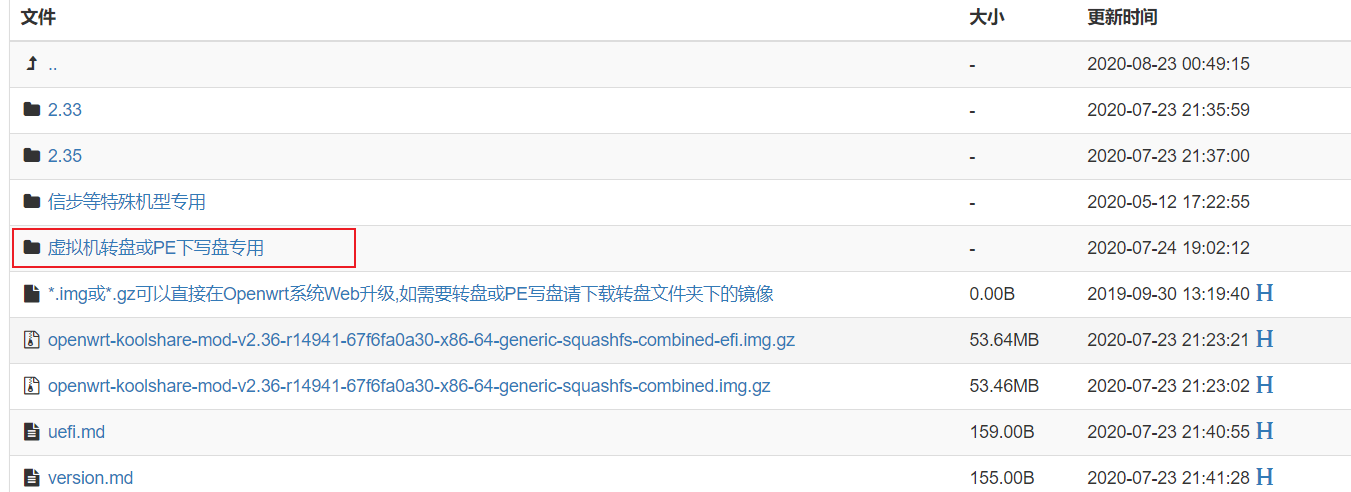 文件 大小 更新时间
.. - 2020-08-23 00:49:15
2.33 - 2020-07-23 21:35:59
2.35 - 2020-07-23 21:37:00
信步等特殊机型专用 - 2020-05-12 17:22:55
虚拟机转盘或PE下写盘专用 - 2020-07-24 19:02:12
*.img或*.gz可以直接在Openwrt系统Web升级,如需要转盘或PE写盘请下载转盘文件夹下的镜像 0.00B 2019-09-30 13:19:40 H
openwrt-koolshare-mod-v2.36-r14941-67f6fa0a30-x86-64-generic-squashfs-combined-efi.img.gz 53.64MB 2020-07-23 21:23:21 H
openwrt-koolshare-mod-v2.36-r14941-67f6fa0a30-x86-64-generic-squashfs-combined.img.gz 53.46MB 2020-07-23 21:23:02 H
uefi.md 159.00B 2020-07-23 21:40:55 H
version.md 155.00B 2020-07-23 21:41:28 H